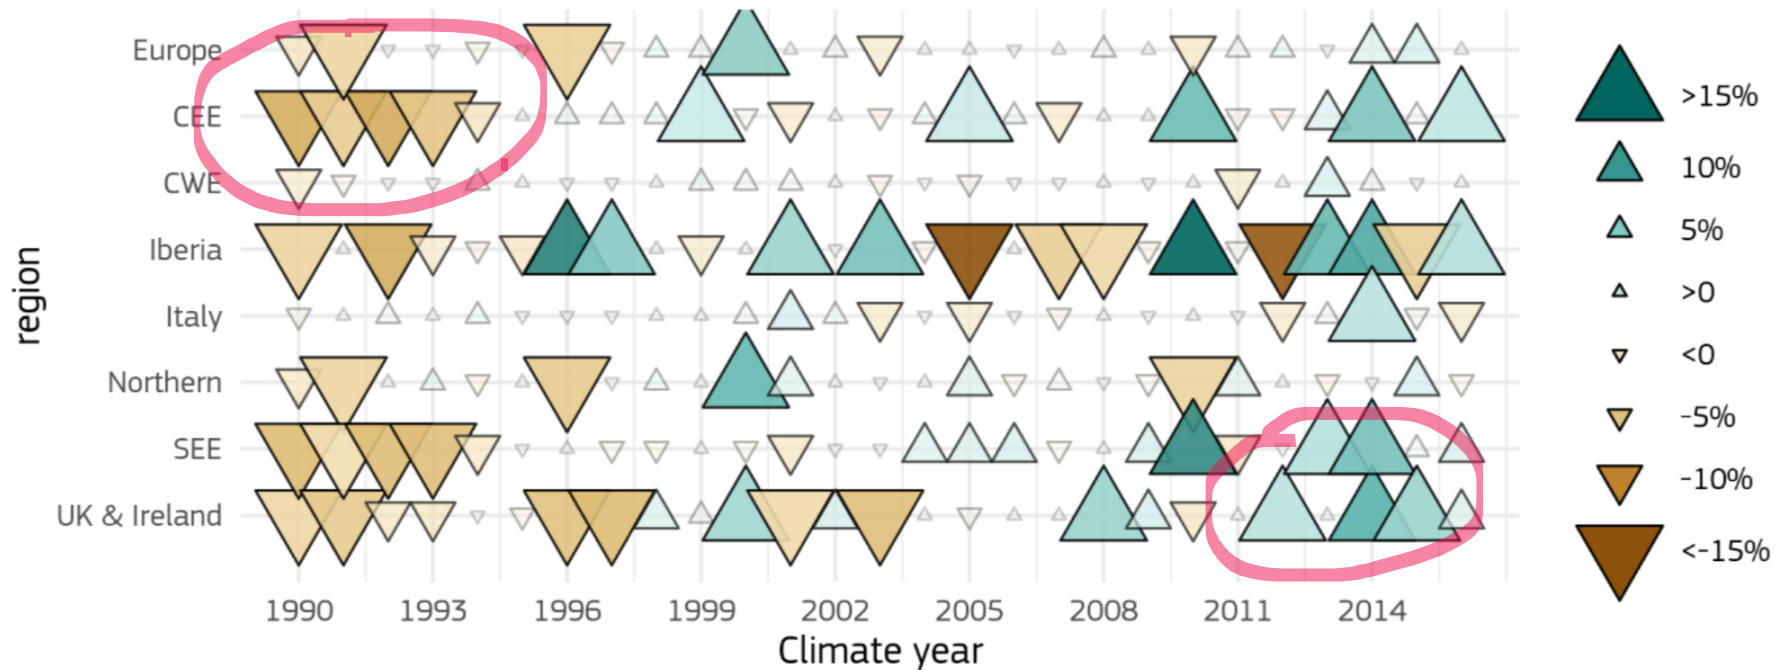 Europe
CEE
CWE
Iberia
Italy
Northern
SEE
UK & Ireland
region
1990 1993 1996 1999 2002 2005 2008 2011 2014
Climate year
>15%
10%
5%
>0
<0
-5%
-10%
<-15%